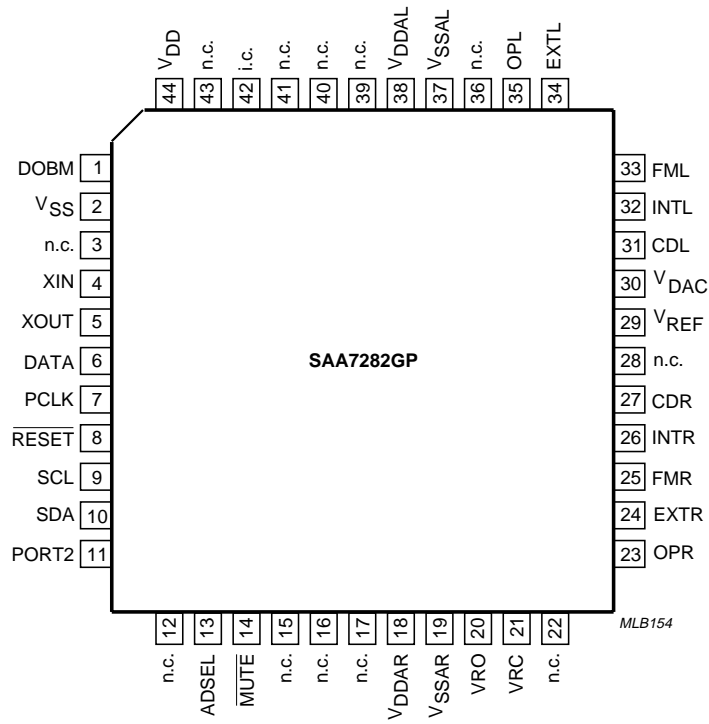 VDD n.c. i.c. n.c. n.c. n.c. VDDAL VSSAL n.c. OPL EXTL
44 43 42 41 40 39 38 37 36 35 34
DOBM 1
VSS 2
n.c. 3
XIN 4
XOUT 5
DATA 6
PCLK 7
RESET 8
SCL 9
SDA 10
PORT2 11
SAA7282GP
33 FML
32 INTL
31 CDL
30 VDAC
29 VREF
28 n.c.
27 CDR
26 INTR
25 FMR
24 EXTR
23 OPR
12 13 14 15 16 17 18 19 20 21 22
n.c. ADSEL MUTE n.c. n.c. n.c. VDDAR VSSAR VRO VRC n.c.
MLB154